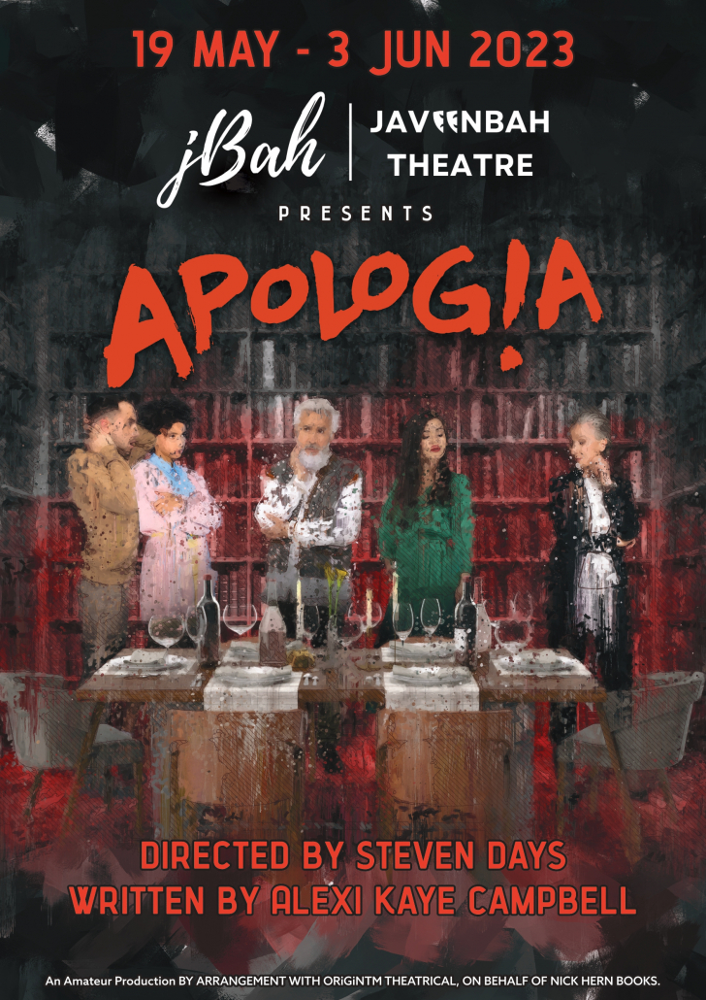 19 MAY - 3 JUN 2023
jBah
JAVEENBAH
THEATRE
PRESENTS
APOLOG!A
DIRECTED BY STEVEN DAYS
WRITTEN BY ALEXI KAYE CAMPBELL
An Amateur Production BY ARRANGEMENT WITH ORiGiNTM THEATRICAL, ON BEHALF OF NICK HERN BOOKS.